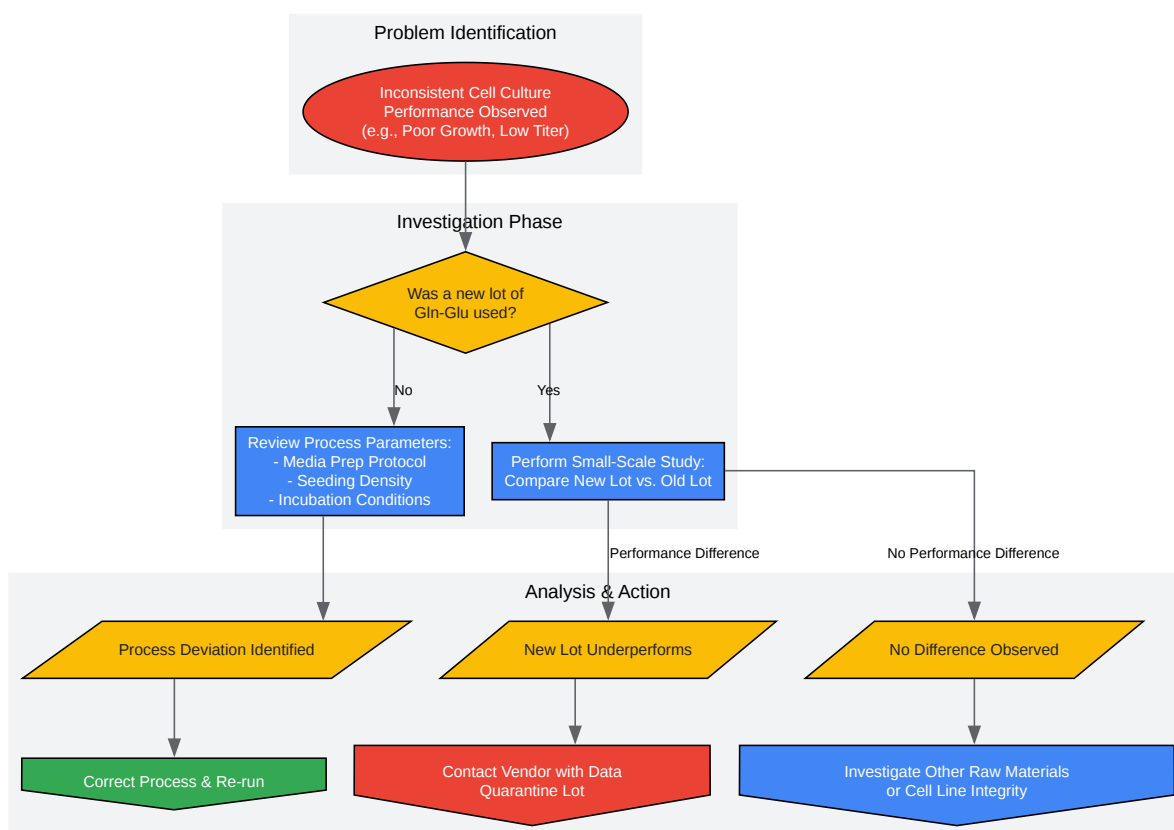 Problem Identification
Inconsistent Cell Culture
Performance Observed
(e.g., Poor Growth, Low Titer)
Investigation Phase
Was a new lot of
Gln-Glu used?
No
Yes
Review Process Parameters:
- Media Prep Protocol
- Seeding Density
- Incubation Conditions
Perform Small-Scale Study:
Compare New Lot vs. Old Lot
Performance Difference
No Performance Difference
Analysis & Action
Process Deviation Identified
New Lot Underperforms
No Difference Observed
Correct Process & Re-run
Contact Vendor with Data
Quarantine Lot
Investigate Other Raw Materials
or Cell Line Integrity